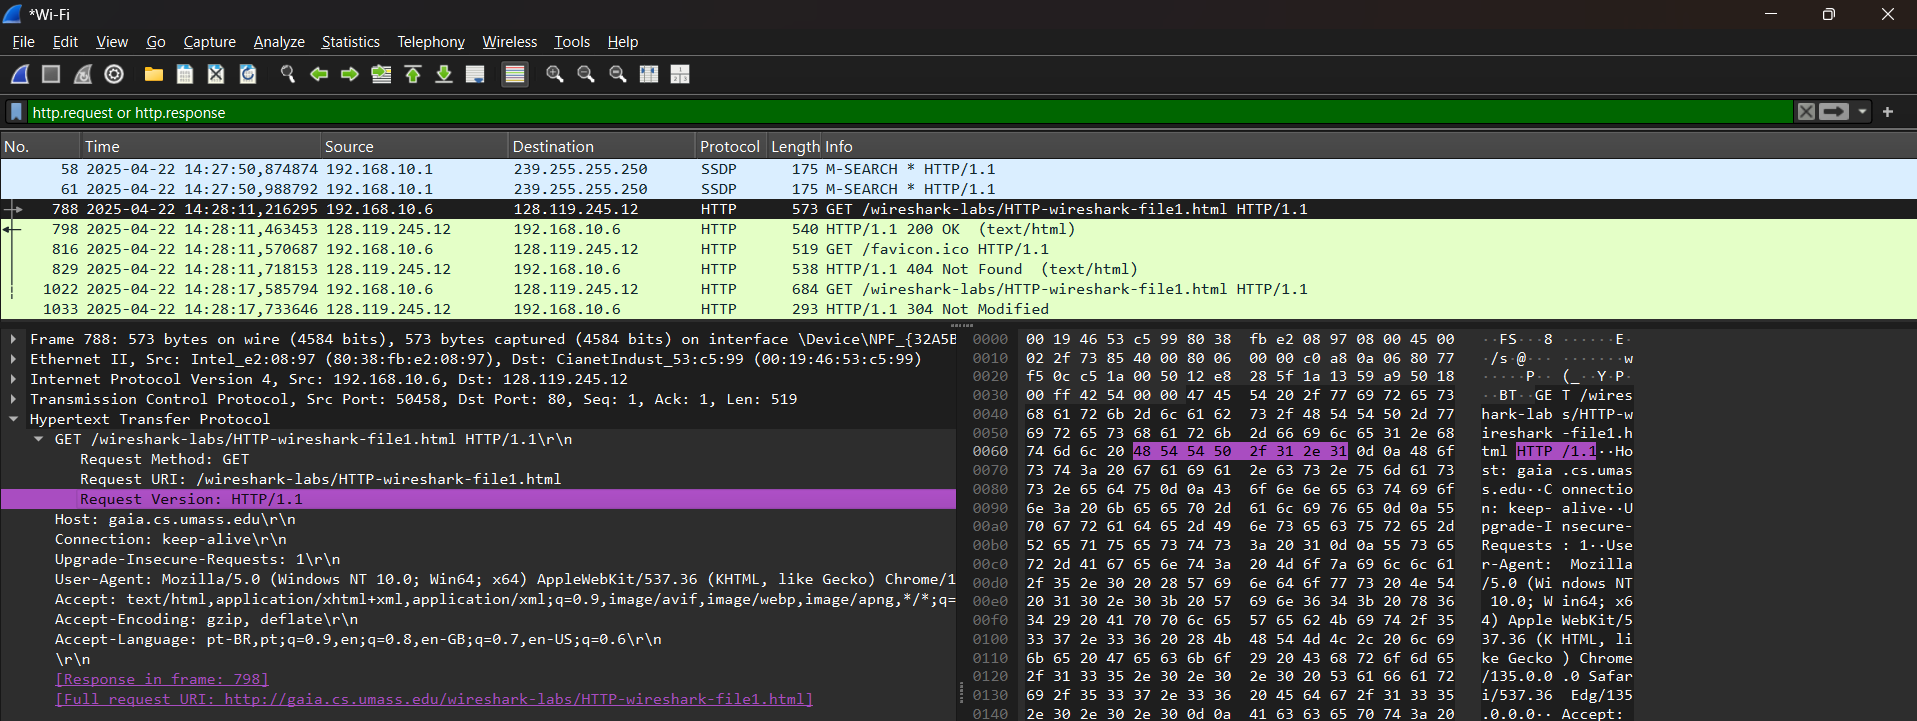 *Wi-Fi
File Edit View Go Capture Analyze Statistics Telephony Wireless Tools Help
http.request or http.response
No. Time Source Destination Protocol Length Info
58 2025-04-22 14:27:50,874874 192.168.10.1 239.255.255.250 SSDP 175 M-SEARCH * HTTP/1.1
61 2025-04-22 14:27:50,988792 192.168.10.1 239.255.255.250 SSDP 175 M-SEARCH * HTTP/1.1
788 2025-04-22 14:28:11,216295 192.168.10.6 128.119.245.12 HTTP 573 GET /wireshark-labs/HTTP-wireshark-file1.html HTTP/1.1
798 2025-04-22 14:28:11,463453 128.119.245.12 192.168.10.6 HTTP 540 HTTP/1.1 200 OK (text/html)
816 2025-04-22 14:28:11,570687 192.168.10.6 128.119.245.12 HTTP 519 GET /favicon.ico HTTP/1.1
829 2025-04-22 14:28:11,718153 128.119.245.12 192.168.10.6 HTTP 538 HTTP/1.1 404 Not Found (text/html)
1022 2025-04-22 14:28:17,585794 192.168.10.6 128.119.245.12 HTTP 684 GET /wireshark-labs/HTTP-wireshark-file1.html HTTP/1.1
1033 2025-04-22 14:28:17,733646 128.119.245.12 192.168.10.6 HTTP 293 HTTP/1.1 304 Not Modified
Frame 788: 573 bytes on wire (4584 bits), 573 bytes captured (4584 bits) on interface \Device\NPF_{32A5B
Ethernet II, Src: Intel_e2:08:97 (80:38:fb:e2:08:97), Dst: CianetIndust_53:c5:99 (00:19:46:53:c5:99)
Internet Protocol Version 4, Src: 192.168.10.6, Dst: 128.119.245.12
Transmission Control Protocol, Src Port: 50458, Dst Port: 80, Seq: 1, Ack: 1, Len: 519
Hypertext Transfer Protocol
GET /wireshark-labs/HTTP-wireshark-file1.html HTTP/1.1\r\n
Request Method: GET
Request URI: /wireshark-labs/HTTP-wireshark-file1.html
Request Version: HTTP/1.1
Host: gaia.cs.umass.edu\r\n
Connection: keep-alive\r\n
Upgrade-Insecure-Requests: 1\r\n
User-Agent: Mozilla/5.0 (Windows NT 10.0; Win64; x64) AppleWebKit/537.36 (KHTML, like Gecko) Chrome/1
Accept: text/html,application/xhtml+xml,application/xml;q=0.9,image/avif,image/webp,image/apng,*/*;q=
Accept-Encoding: gzip, deflate\r\n
Accept-Language: pt-BR,pt;q=0.9,en;q=0.8,en-GB;q=0.7,en-US;q=0.6\r\n
\r\n
[Response in frame: 798]
[Full request URI: http://gaia.cs.umass.edu/wireshark-labs/HTTP-wireshark-file1.html]
0000 00 19 46 53 c5 99 80 38 fb e2 08 97 08 00 45 00 ··FS···8 ······E·
0010 02 2f 73 85 40 00 80 06 00 00 c0 a8 0a 06 80 77 ·/s·@··· ·······w
0020 f5 0c c5 1a 00 50 12 e8 28 5f 1a 13 59 a9 50 18 ·····P·· (_··Y·P·
0030 00 ff 42 54 00 00 47 45 54 20 2f 77 69 72 65 73 ··BT··GE T /wires
0040 68 61 72 6b 2d 6c 61 62 73 2f 48 54 54 50 2d 77 hark-lab s/HTTP-w
0050 69 72 65 73 68 61 72 6b 2d 66 69 6c 65 31 2e 68 ireshark -file1.h
0060 74 6d 6c 20 48 54 54 50 2f 31 2e 31 0d 0a 48 6f tml HTTP /1.1··Ho
0070 73 74 3a 20 67 61 69 61 2e 63 73 2e 75 6d 61 73 st: gaia .cs.umas
0080 73 2e 65 64 75 0d 0a 43 6f 6e 6e 65 63 74 69 6f s.edu··C onnectio
0090 6e 3a 20 6b 65 65 70 2d 61 6c 69 76 65 0d 0a 55 n: keep- alive··U
00a0 70 67 72 61 64 65 2d 49 6e 73 65 63 75 72 65 2d pgrade-I nsecure-
00b0 52 65 71 75 65 73 74 73 3a 20 31 0d 0a 55 73 65 Requests : 1··Use
00c0 72 2d 41 67 65 6e 74 3a 20 4d 6f 7a 69 6c 6c 61 r-Agent: Mozilla
00d0 2f 35 2e 30 20 28 57 69 6e 64 6f 77 73 20 4e 54 /5.0 (Wi ndows NT
00e0 20 31 30 2e 30 3b 20 57 69 6e 36 34 3b 20 78 36 10.0; W in64; x6
00f0 34 29 20 41 70 70 6c 65 57 65 62 4b 69 74 2f 35 4) Apple WebKit/5
0100 33 37 2e 33 36 20 28 4b 48 54 4d 4c 2c 20 6c 69 37.36 (K HTML, li
0110 6b 65 20 47 65 63 6b 6f 29 20 43 68 72 6f 6d 65 ke Gecko ) Chrome
0120 2f 31 33 35 2e 30 2e 30 2e 30 20 53 61 66 61 72 /135.0.0 .0 Safar
0130 69 2f 35 33 37 2e 33 36 20 45 64 67 2f 31 33 35 i/537.36 Edg/135
0140 2e 30 2e 30 2e 30 0d 0a 41 63 63 65 70 74 3a 20 .0.0.0·· Accept: